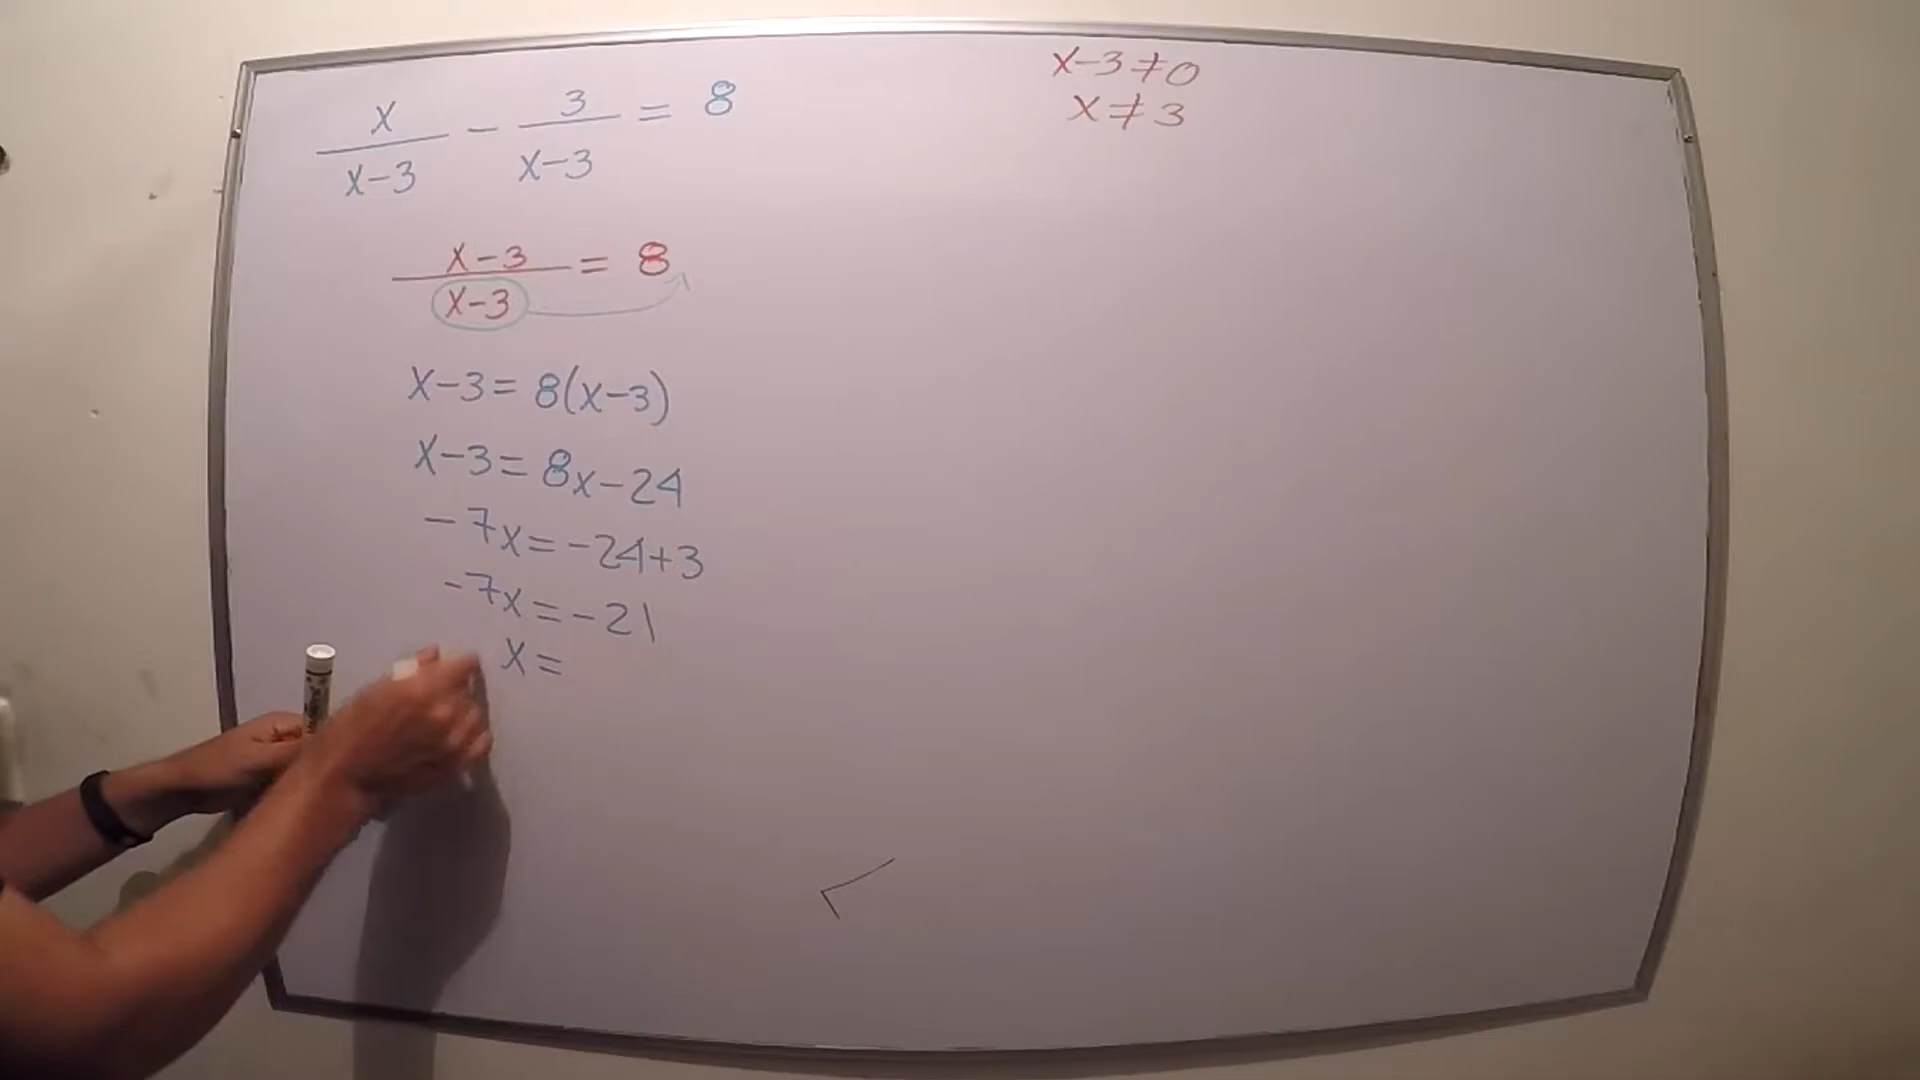 x/(x-3) - 3/(x-3) = 8
x-3≠0
x≠3
(x-3)/(x-3) = 8
x-3=8(x-3)
x-3=8x-24
-7x=-24+3
-7x=-21
x=